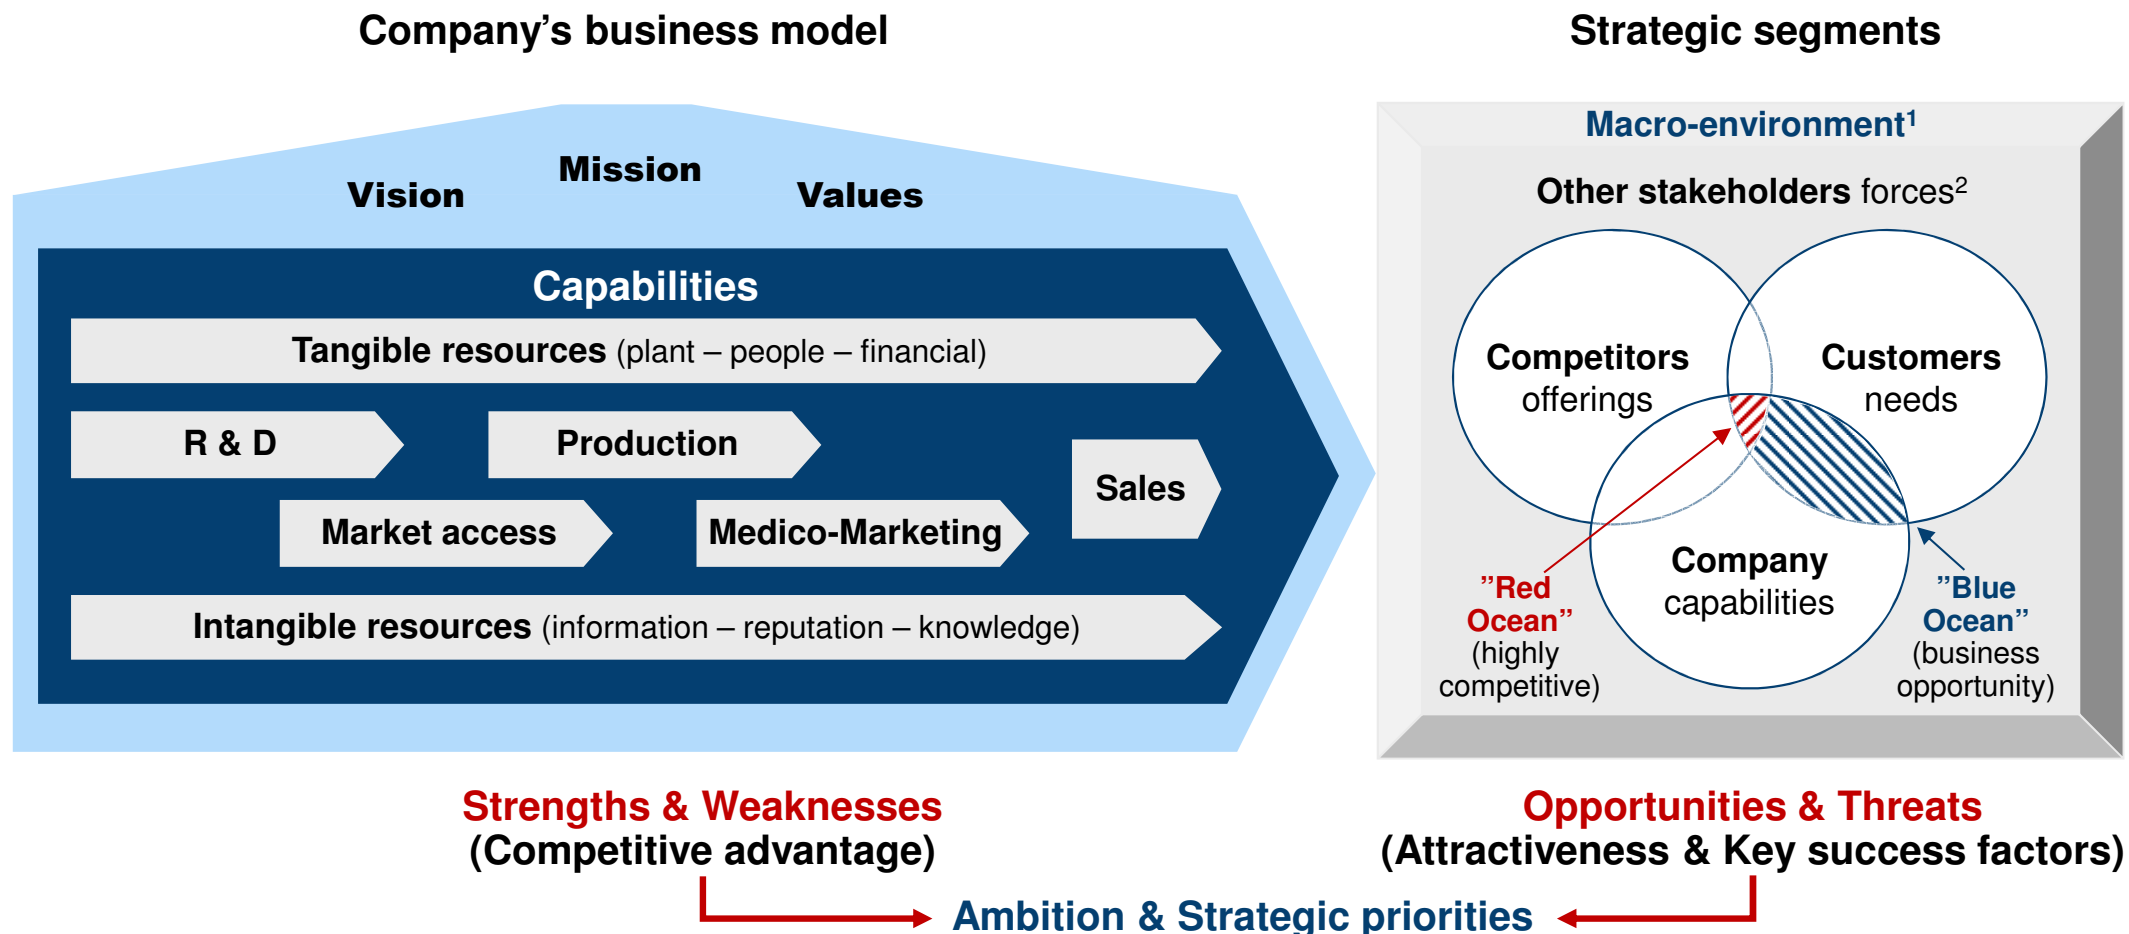 Company’s business model
Strategic segments
Vision
Mission
Values
Capabilities
Tangible resources (plant – people – financial)
R & D
Production
Sales
Market access
Medico-Marketing
Intangible resources (information – reputation – knowledge)
Macro-environment¹
Other stakeholders forces²
Competitors
offerings
Customers
needs
Company
capabilities
”Red
Ocean”
(highly
competitive)
”Blue
Ocean”
(business
opportunity)
Strengths & Weaknesses
(Competitive advantage)
Opportunities & Threats
(Attractiveness & Key success factors)
Ambition & Strategic priorities